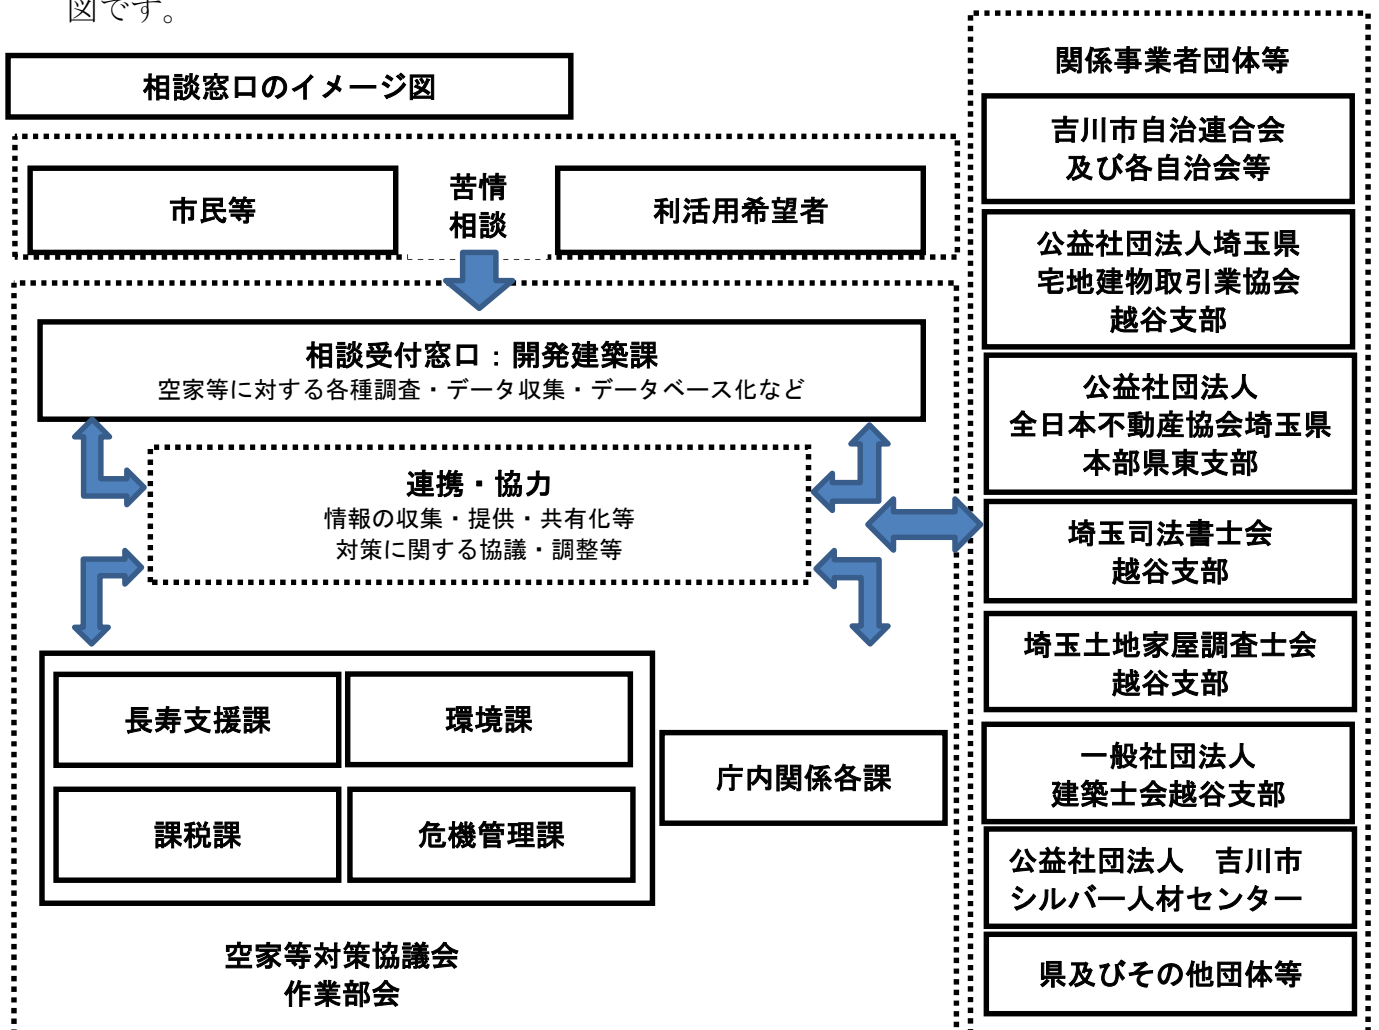 図です。
相談窓口のイメージ図
市民等
苦情
相談
利活用希望者
相談受付窓口：開発建築課
空家等に対する各種調査・データ収集・データベース化など
連携・協力
情報の収集・提供・共有化等
対策に関する協議・調整等
長寿支援課
環境課
課税課
危機管理課
庁内関係各課
空家等対策協議会
作業部会
関係事業者団体等
吉川市自治連合会
及び各自治会等
公益社団法人埼玉県
宅地建物取引業協会
越谷支部
公益社団法人
全日本不動産協会埼玉県
本部県東支部
埼玉司法書士会
越谷支部
埼玉土地家屋調査士会
越谷支部
一般社団法人
建築士会越谷支部
公益社団法人　吉川市
シルバー人材センター
県及びその他団体等